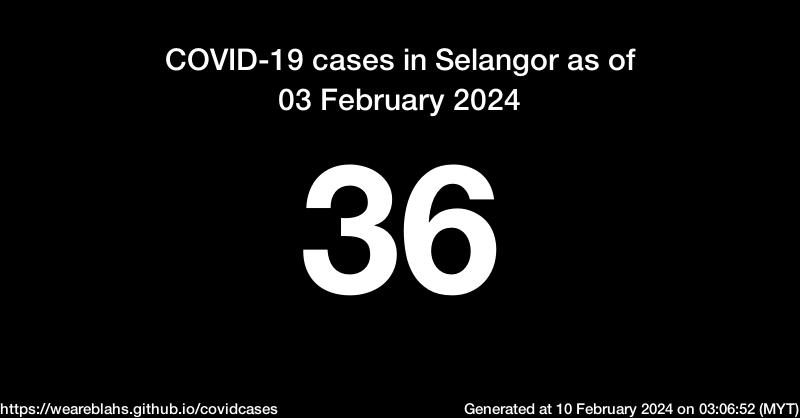 COVID-19 cases in Selangor as of
03 February 2024
36
https://weareblahs.github.io/covidcases
Generated at 10 February 2024 on 03:06:52 (MYT)